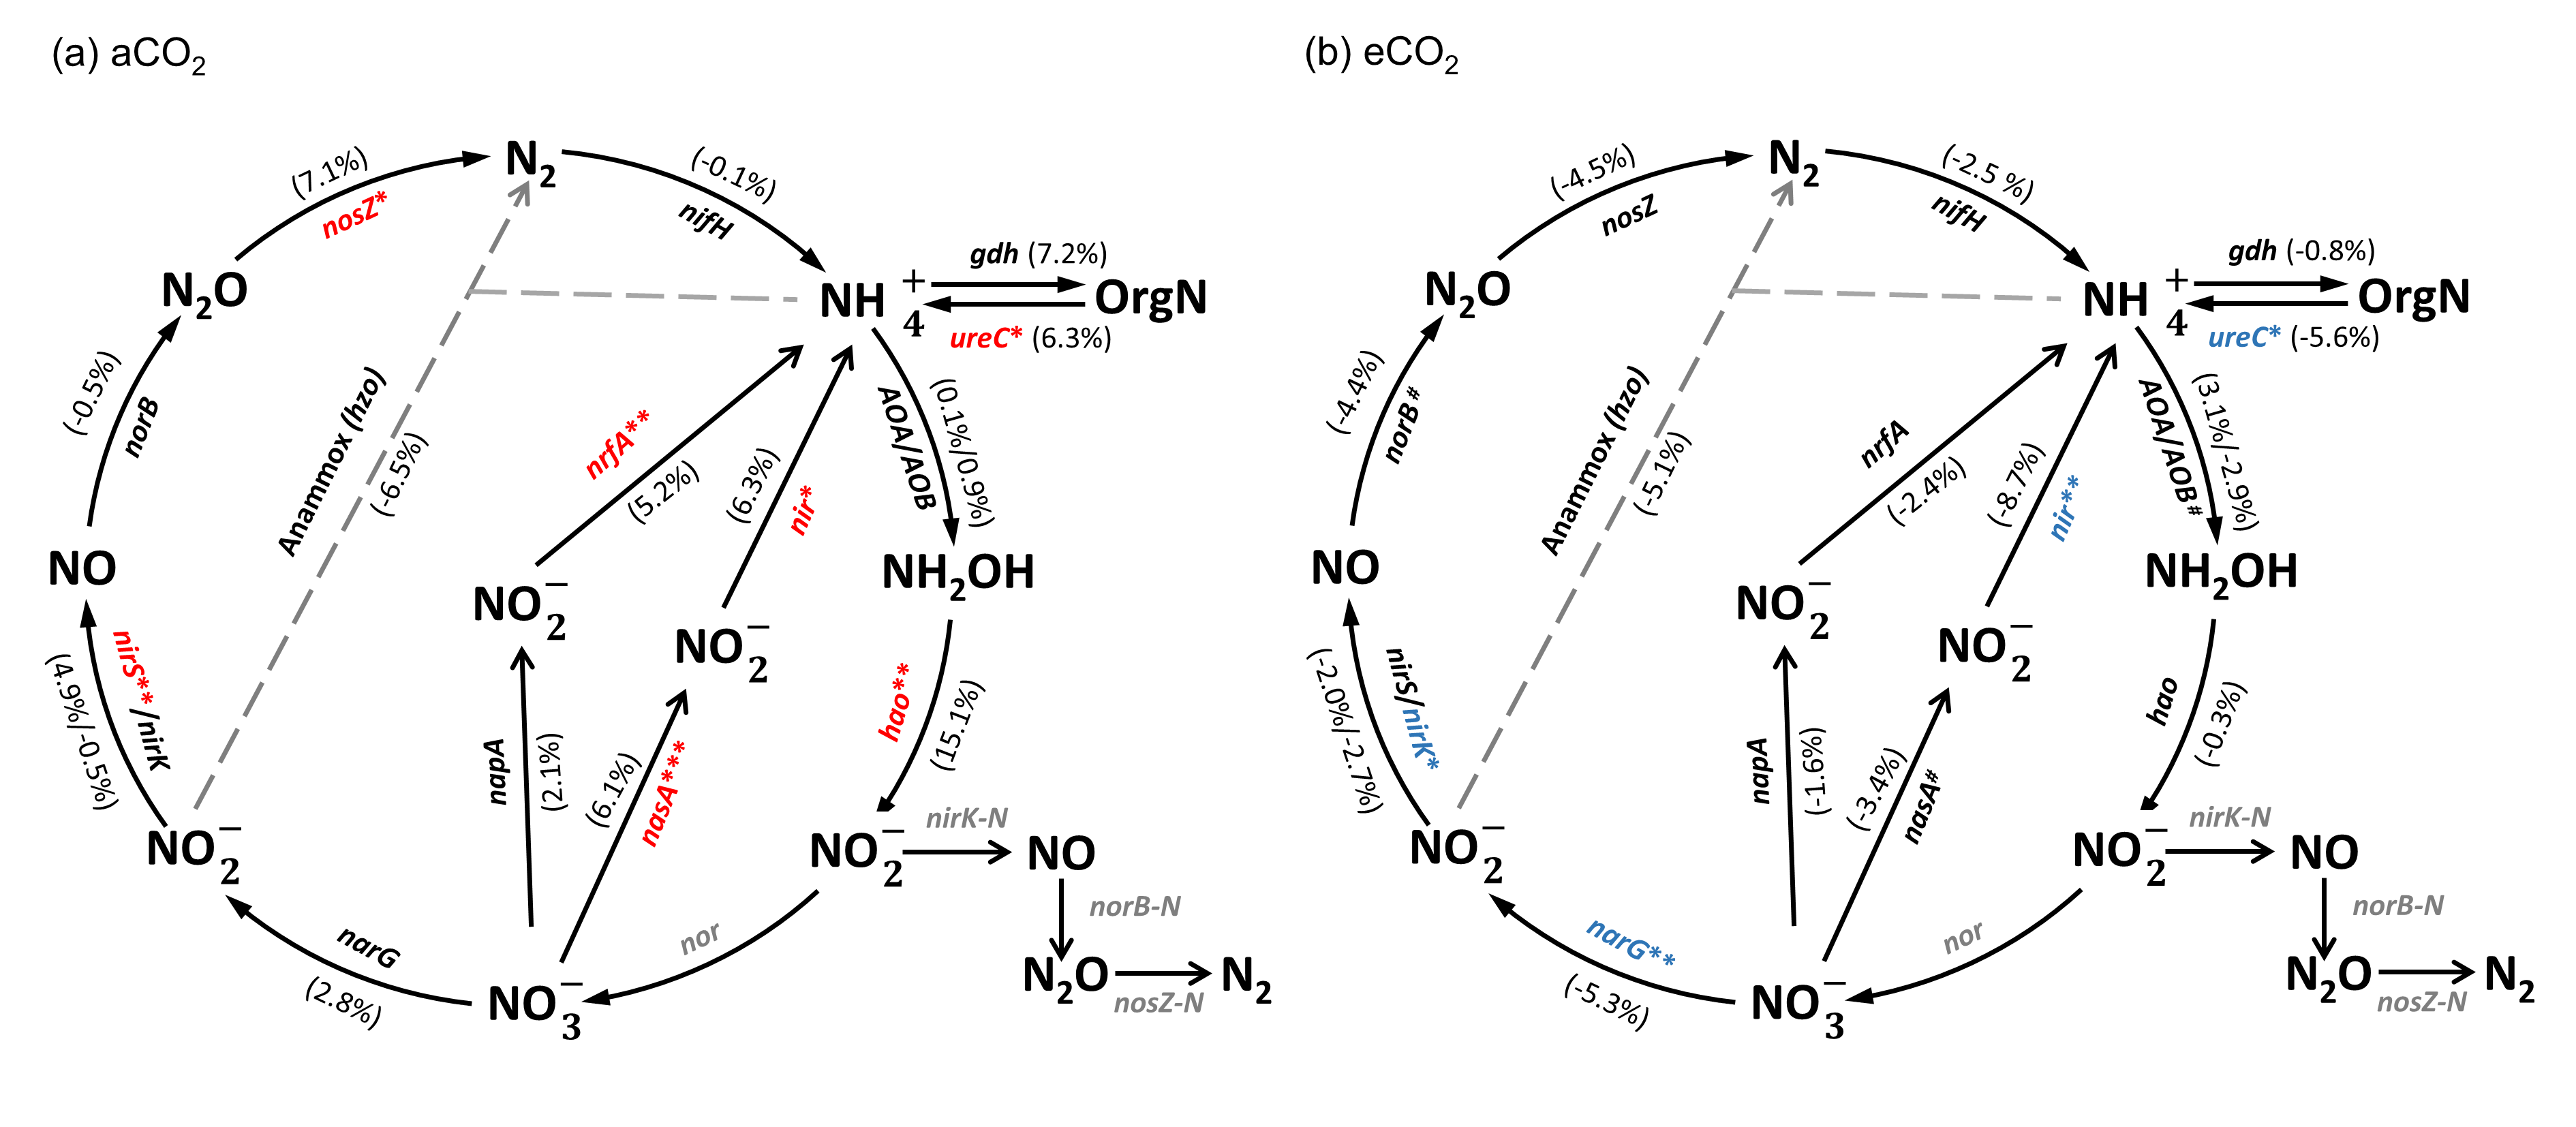 (a) aCO₂
(7.1%)
nosZ*
N₂
(-0.1%)
nifH
N₂O
NH₄⁺
gdh (7.2%)
ureC* (6.3%)
OrgN
(-0.5%)
norB
Anammox (hzo)
(-6.5%)
nrfA**
(5.2%)
(6.3%)
nir*
AOA/AOB
(0.1%/0.9%)
NO
NO₂⁻
NO₂⁻
NH₂OH
nirS**/nirK
(4.9%/-0.5%)
napA
(2.1%)
(6.1%)
nasA***
hao**
(15.1%)
NO₂⁻
NO₂⁻
nirK-N
NO
norB-N
narG
(2.8%)
nor
NO₃⁻
N₂O
nosZ-N
N₂
(b) eCO₂
(-4.5%)
nosZ
N₂
(-2.5 %)
nifH
N₂O
NH₄⁺
gdh (-0.8%)
ureC* (-5.6%)
OrgN
(-4.4%)
norB#
Anammox (hzo)
(-5.1%)
nrfA
(-2.4%)
(-8.7%)
nir**
AOA/AOB#
(3.1%/-2.9%)
NO
NO₂⁻
NO₂⁻
NH₂OH
nirS/nirK*
(-2.0%/-2.7%)
napA
(-1.6%)
(-3.4%)
nasA#
hao
(-0.3%)
NO₂⁻
NO₂⁻
nirK-N
NO
norB-N
narG**
(-5.3%)
nor
NO₃⁻
N₂O
nosZ-N
N₂